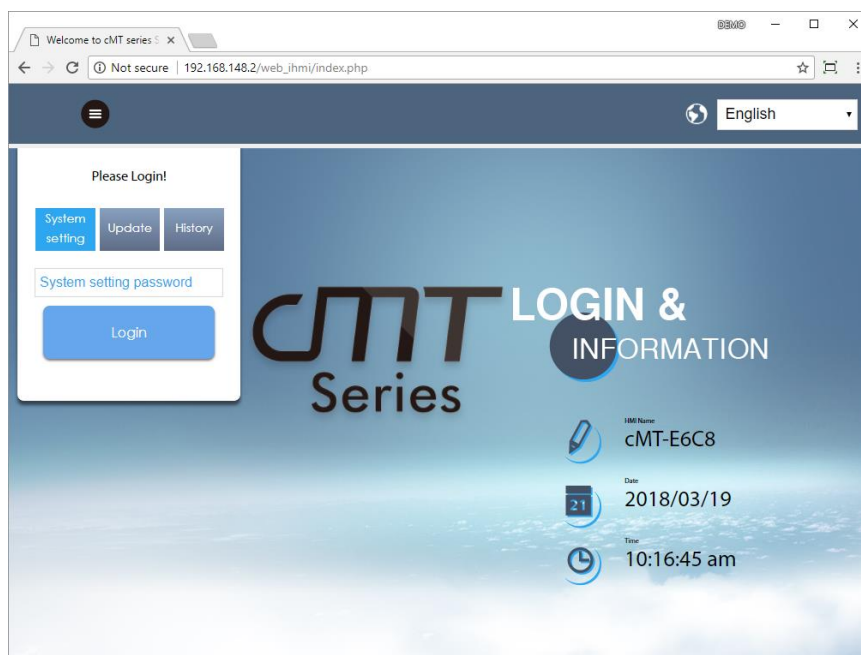 DEMO
Welcome to cMT series S
Not secure | 192.168.148.2/web_ihmi/index.php
English
Please Login!
System setting
Update
History
System setting password
Login
cMT
Series
LOGIN &
INFORMATION
HMI Name
cMT-E6C8
Date
21
2018/03/19
Time
10:16:45 am